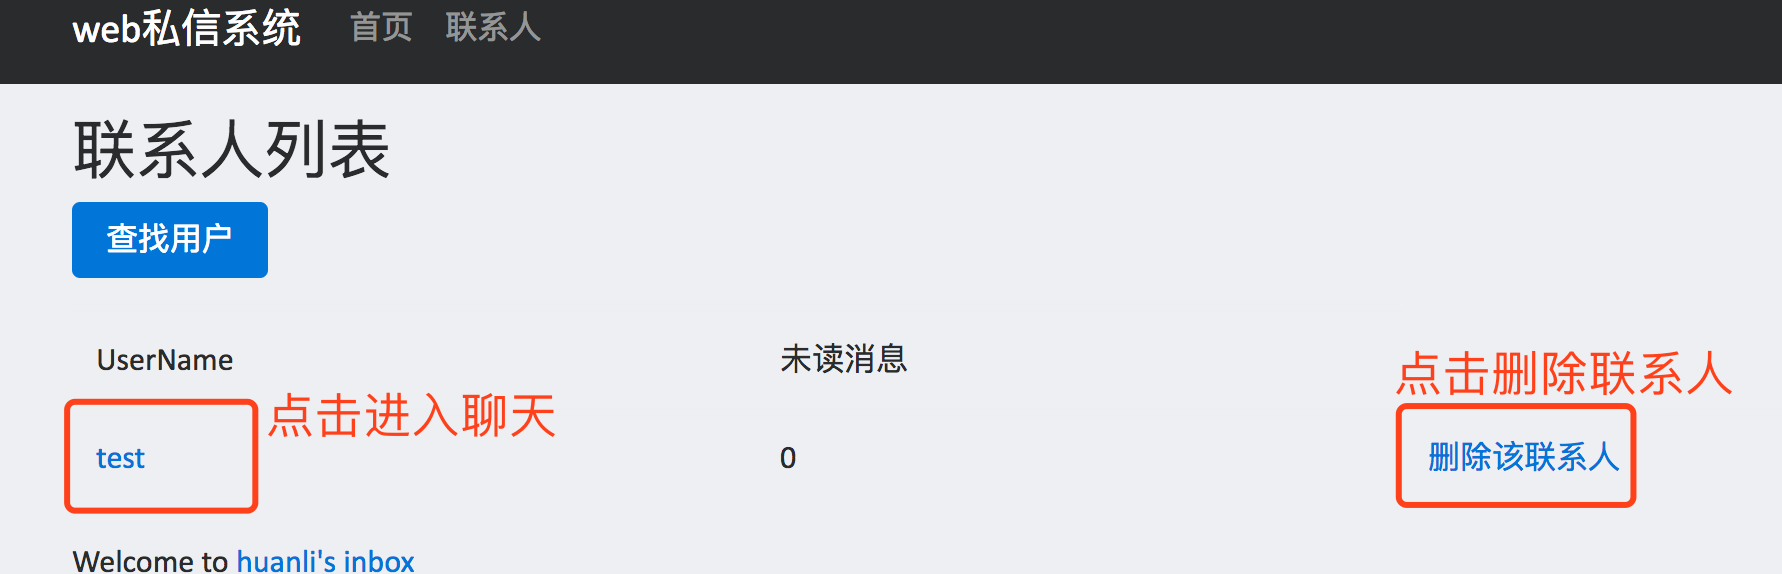 web私信系统 首页 联系人
联系人列表
查找用户
UserName 未读消息
点击删除联系人
点击进入聊天
test 0 删除该联系人
Welcome to huanli's inbox